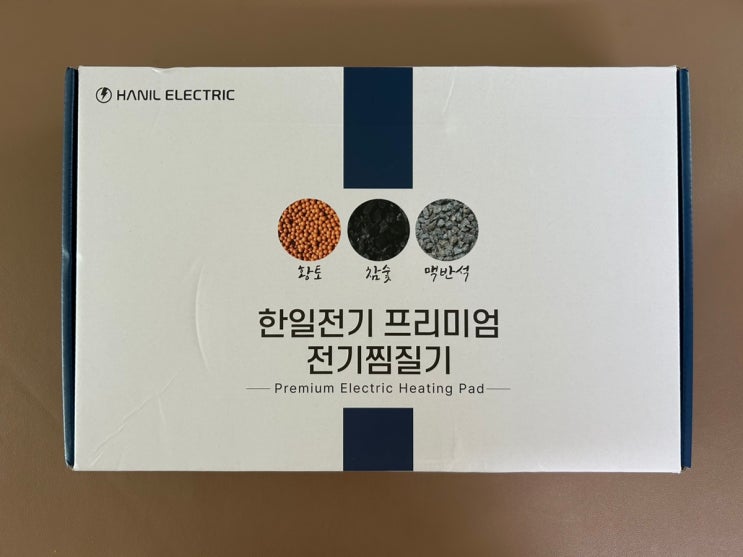 HANIL ELECTRIC
황토 참숯 맥반석
한일전기 프리미엄
전기찜질기
Premium Electric Heating Pad